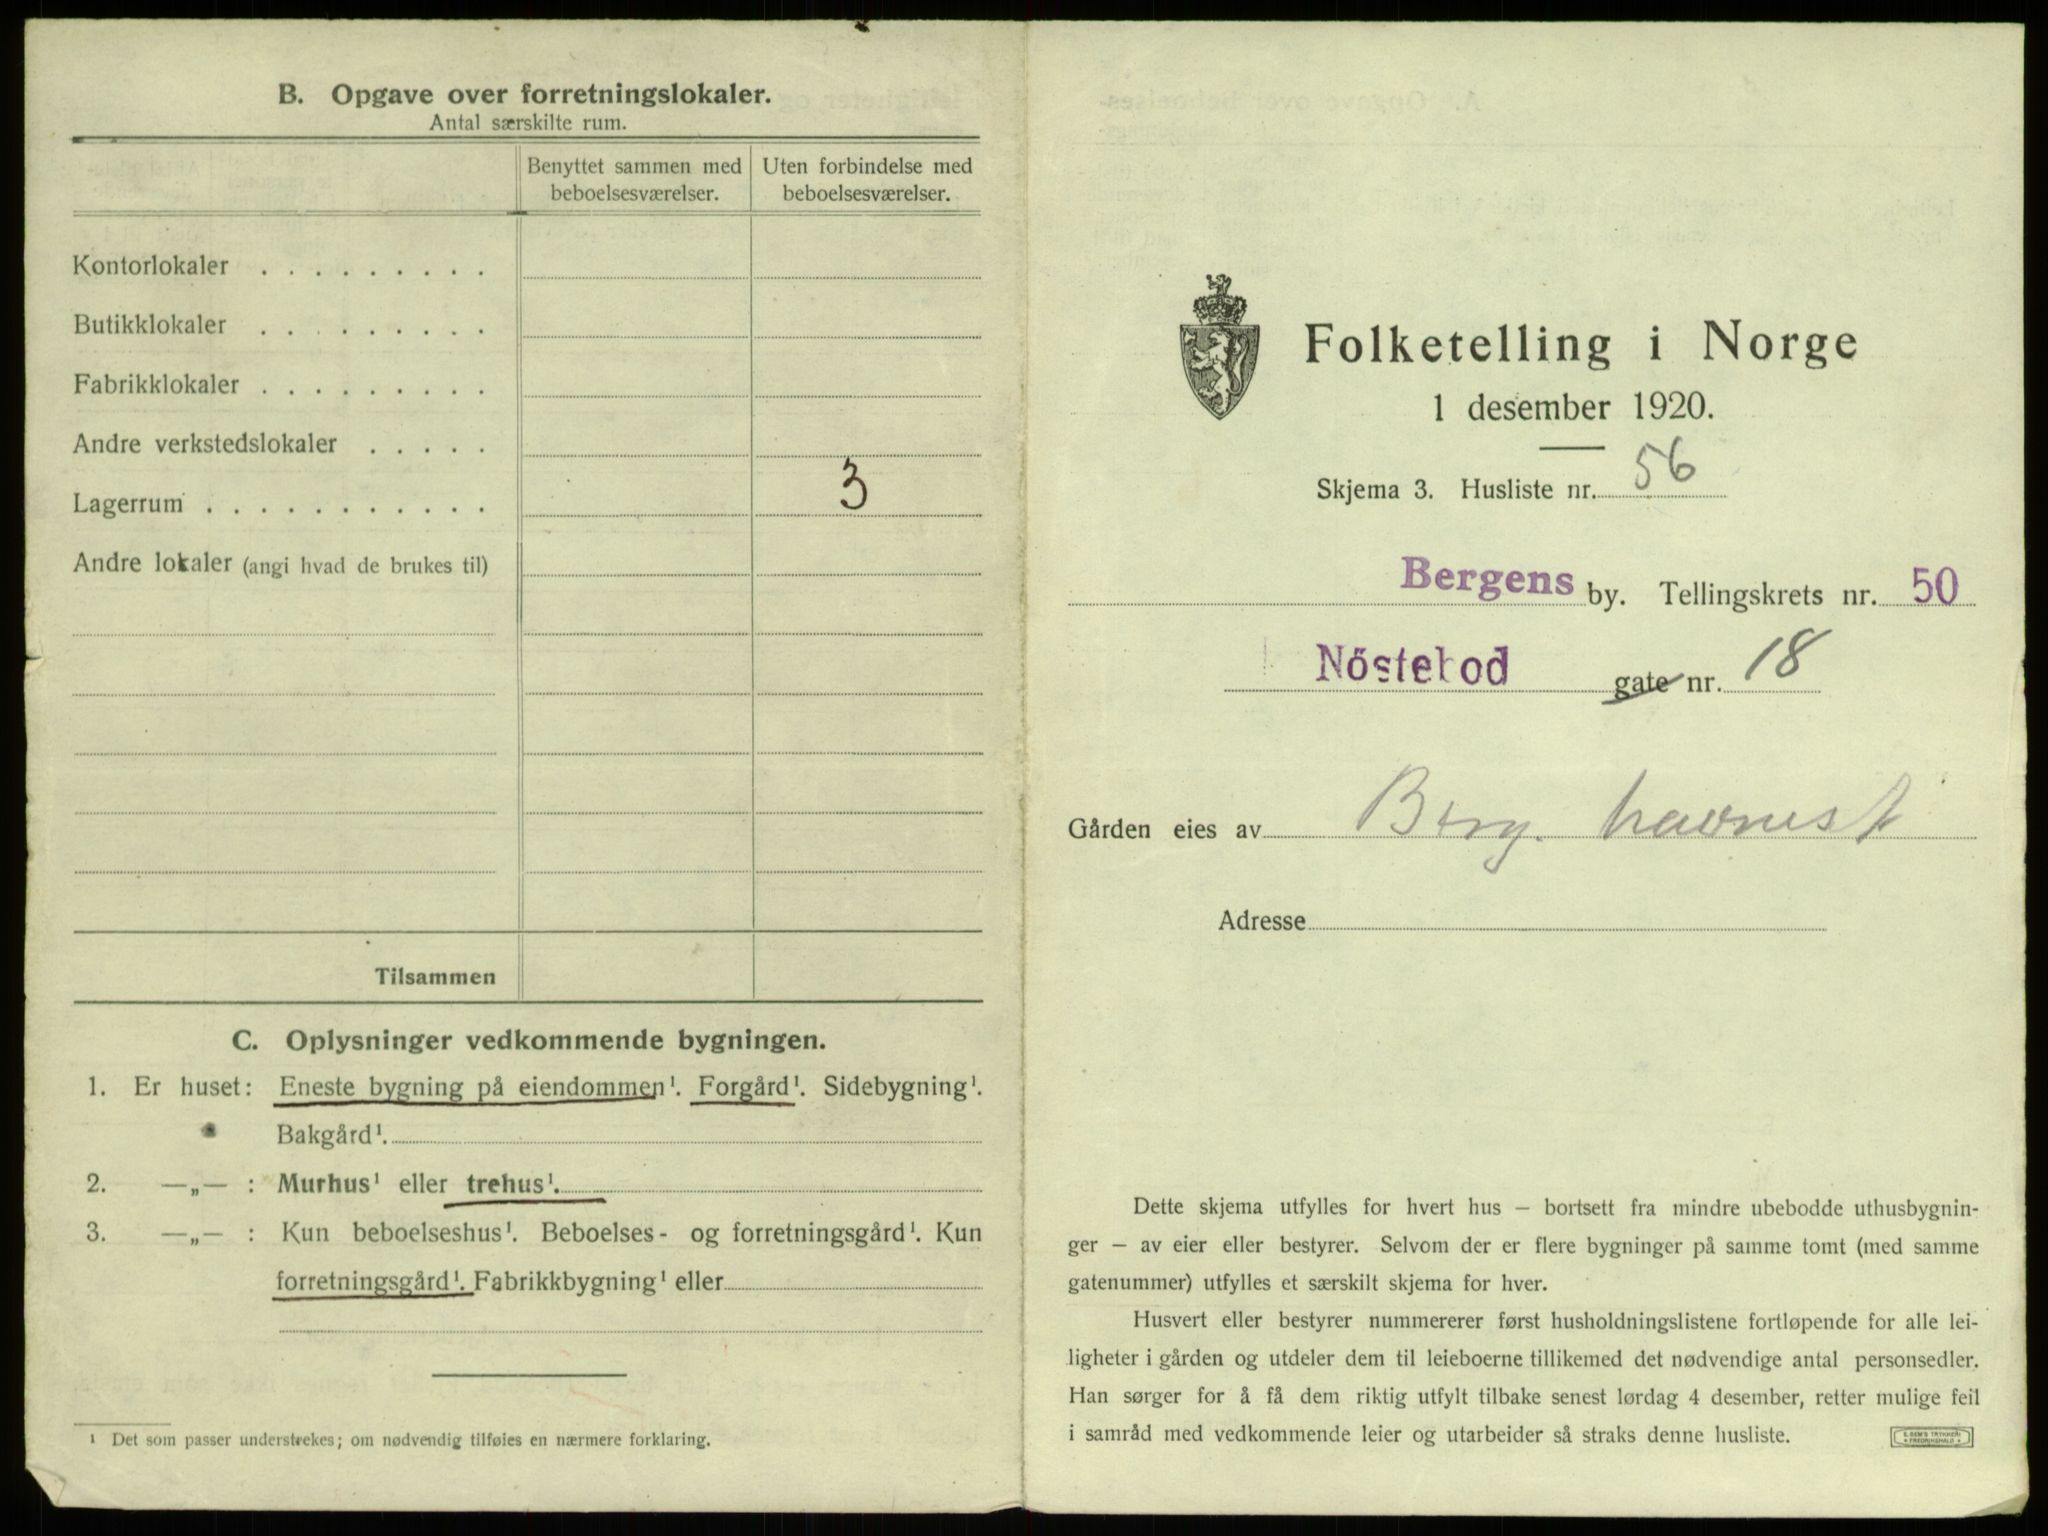 B. Opgave over forretningslokaler.
Antal særskilte rum.
Benyttet sammen med beboelsesværelser.
Uten forbindelse med beboelsesværelser.
Kontorlokaler . . . . . . . . .
Butikklokaler . . . . . . . . .
Fabrikklokaler . . . . . . . . .
Andre verkstedslokaler . . . . .
Lagerrum . . . . . . . . . . . 3
Andre lokaler (angi hvad de brukes til)
Tilsammen
C. Oplysninger vedkommende bygningen.
1. Er huset: Eneste bygning på eiendommen¹. Forgård¹. Sidebygning¹.
Bakgård¹.
2. —„— : Murhus¹ eller trehus¹.
3. —„— : Kun beboelseshus¹. Beboelses- og forretningsgård¹. Kun
forretningsgård¹. Fabrikkbygning¹ eller
¹ Det som passer understrekes; om nødvendig tilføies en nærmere forklaring.
Folketelling i Norge
1 desember 1920.
Skjema 3. Husliste nr. 56
Bergens by. Tellingskrets nr. 50
Nöstebod gate nr. 18
Gården eies av Berg. havnest
Adresse
Dette skjema utfylles for hvert hus — bortsett fra mindre ubebodde uthusbygnin-
ger — av eier eller bestyrer. Selvom der er flere bygninger på samme tomt (med samme
gatenummer) utfylles et særskilt skjema for hver.
Husvert eller bestyrer nummererer først husholdningslistene fortløpende for alle lei-
ligheter i gården og utdeler dem til leieboerne tillikemed det nødvendige antal personsedler.
Han sørger for å få dem riktig utfylt tilbake senest lørdag 4 desember, retter mulige feil
i samråd med vedkommende leier og utarbeider så straks denne husliste.